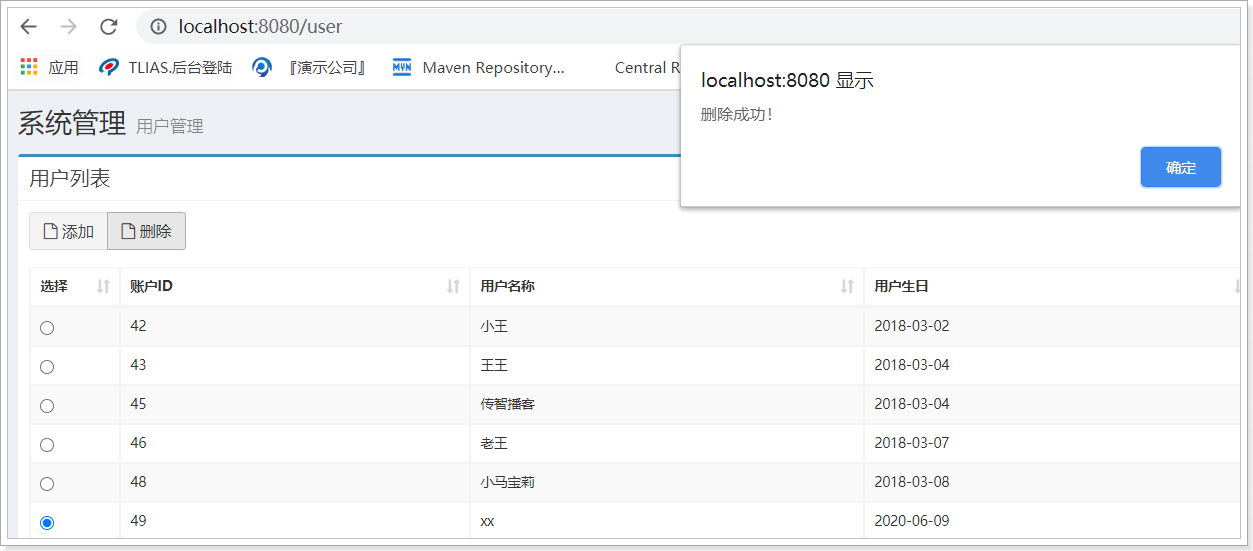 localhost:8080/user
应用 TLIAS.后台登陆 『演示公司』 MVN Maven Repository... Central R
localhost:8080 显示
删除成功！
确定
系统管理 用户管理
用户列表
添加 删除
选择 账户ID 用户名称 用户生日
42 小王 2018-03-02
43 王王 2018-03-04
45 传智播客 2018-03-04
46 老王 2018-03-07
48 小马宝莉 2018-03-08
49 xx 2020-06-09